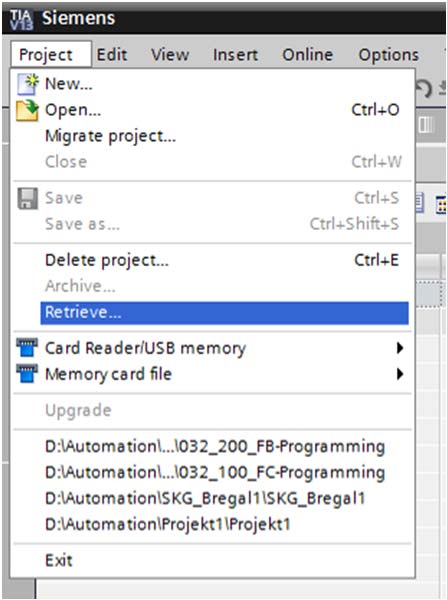 TIA V13 Siemens
Project Edit View Insert Online Options
New...
Open... Ctrl+O
Migrate project...
Close Ctrl+W
Save Ctrl+S
Save as... Ctrl+Shift+S
Delete project... Ctrl+E
Archive...
Retrieve...
Card Reader/USB memory
Memory card file
Upgrade
D:\Automation\...\032_200_FB-Programming
D:\Automation\...\032_100_FC-Programming
D:\Automation\SKG_Bregal1\SKG_Bregal1
D:\Automation\Projekt1\Projekt1
Exit